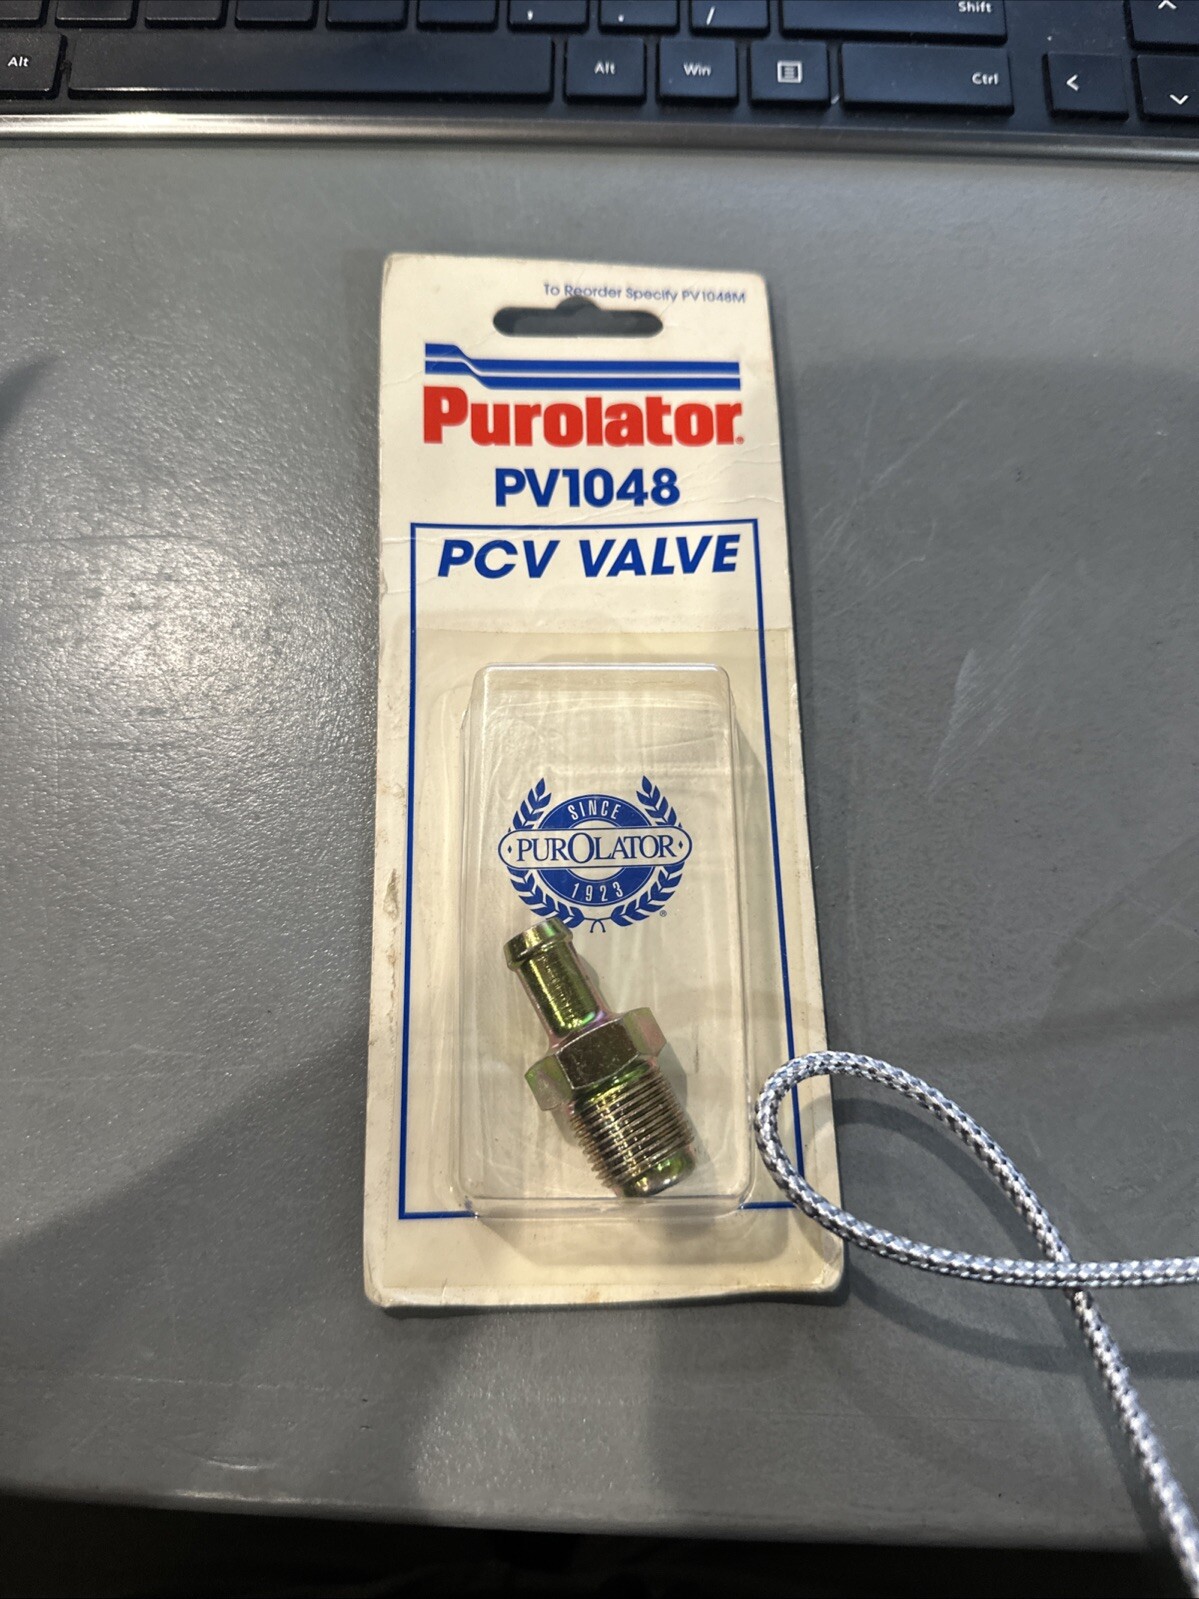 , . / Shift
Alt Alt Win Ctrl
To Reorder Specify PV1048M
Purolator®
PV1048
PCV VALVE
SINCE
PUROLATOR
1923
®